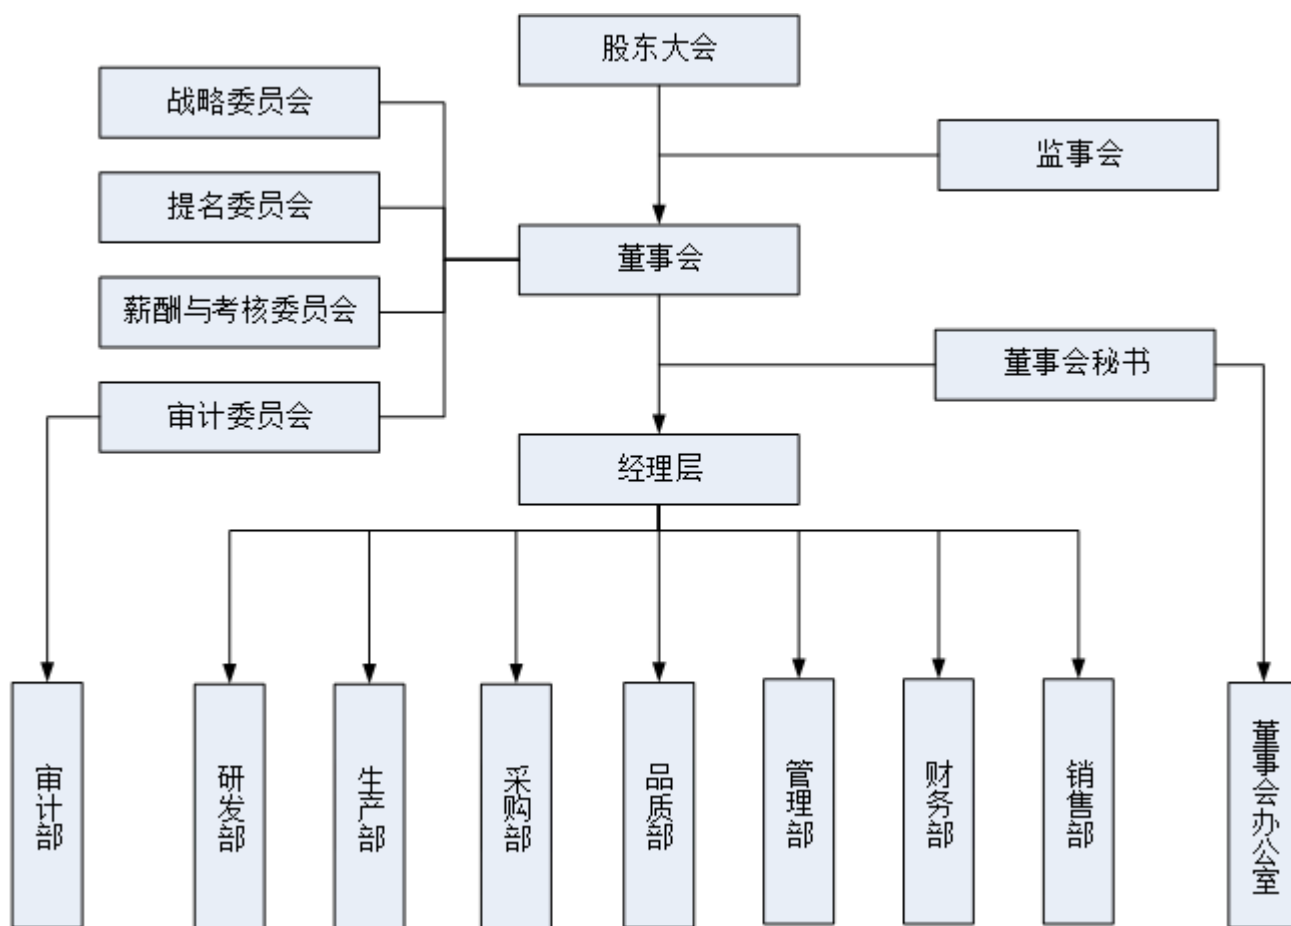 股东大会
战略委员会
监事会
提名委员会
董事会
薪酬与考核委员会
董事会秘书
审计委员会
经理层
审计部
研发部
生产部
采购部
品质部
管理部
财务部
销售部
董事会办公室